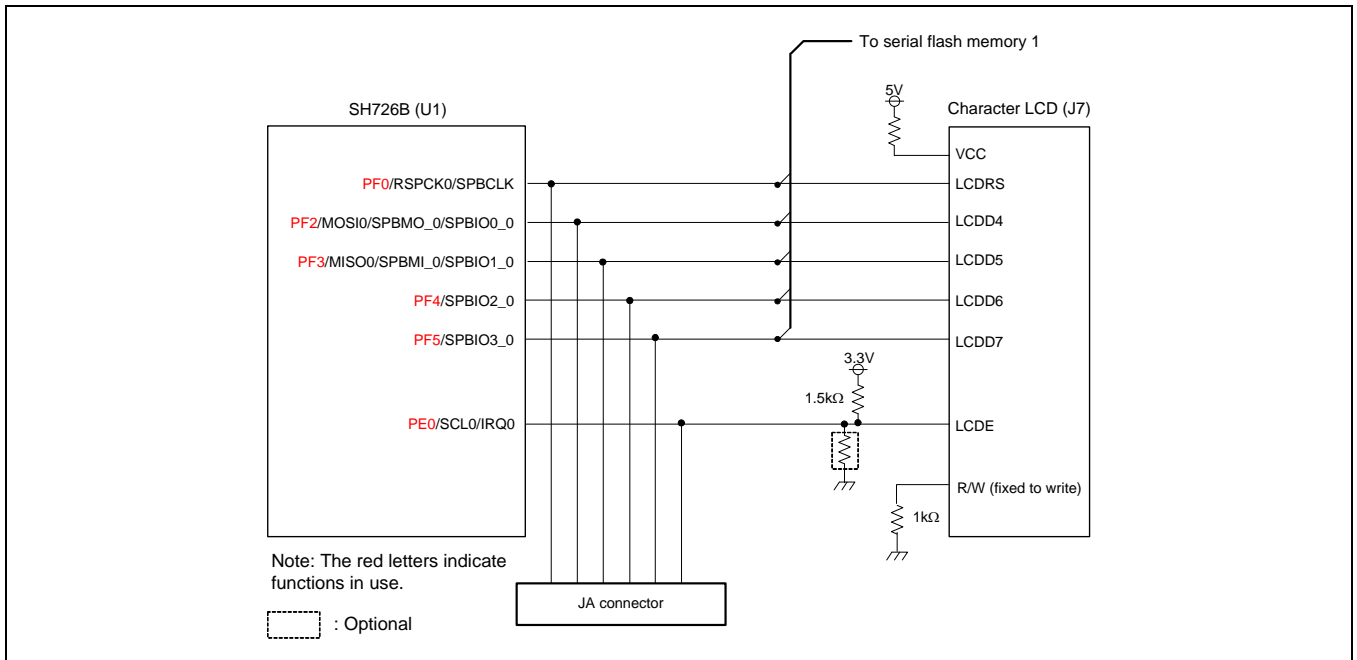 To serial flash memory 1
5V
SH726B (U1)
Character LCD (J7)
VCC
PF0/RSPCK0/SPBCLK
LCDRS
PF2/MOSI0/SPBMO_0/SPBIO0_0
LCDD4
PF3/MISO0/SPBMI_0/SPBIO1_0
LCDD5
PF4/SPBIO2_0
LCDD6
PF5/SPBIO3_0
LCDD7
3.3V
1.5kΩ
PE0/SCL0/IRQ0
LCDE
R/W (fixed to write)
1kΩ
Note: The red letters indicate
functions in use.
JA connector
: Optional